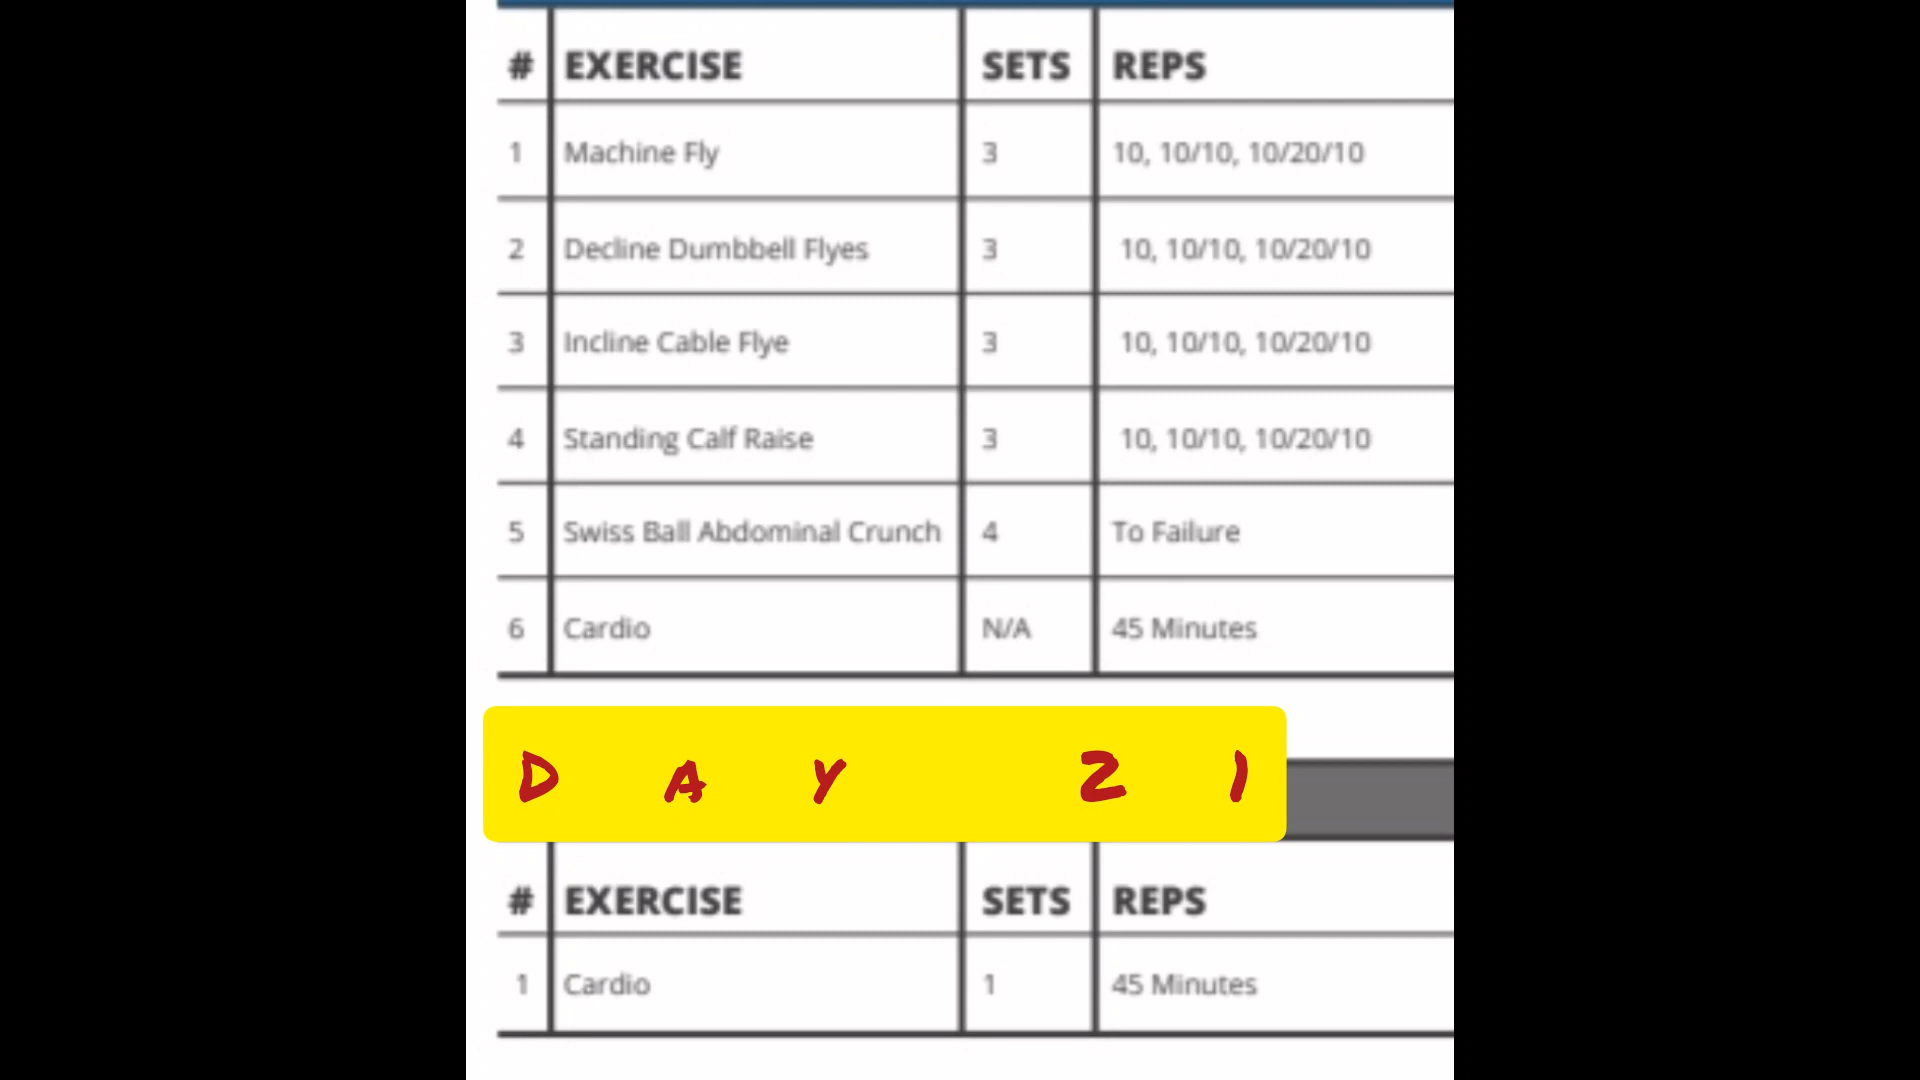 # EXERCISE SETS REPS
1 Machine Fly 3 10, 10/10, 10/20/10
2 Decline Dumbbell Flyes 3 10, 10/10, 10/20/10
3 Incline Cable Flye 3 10, 10/10, 10/20/10
4 Standing Calf Raise 3 10, 10/10, 10/20/10
5 Swiss Ball Abdominal Crunch 4 To Failure
6 Cardio N/A 45 Minutes
DAY 21
# EXERCISE SETS REPS
1 Cardio 1 45 Minutes